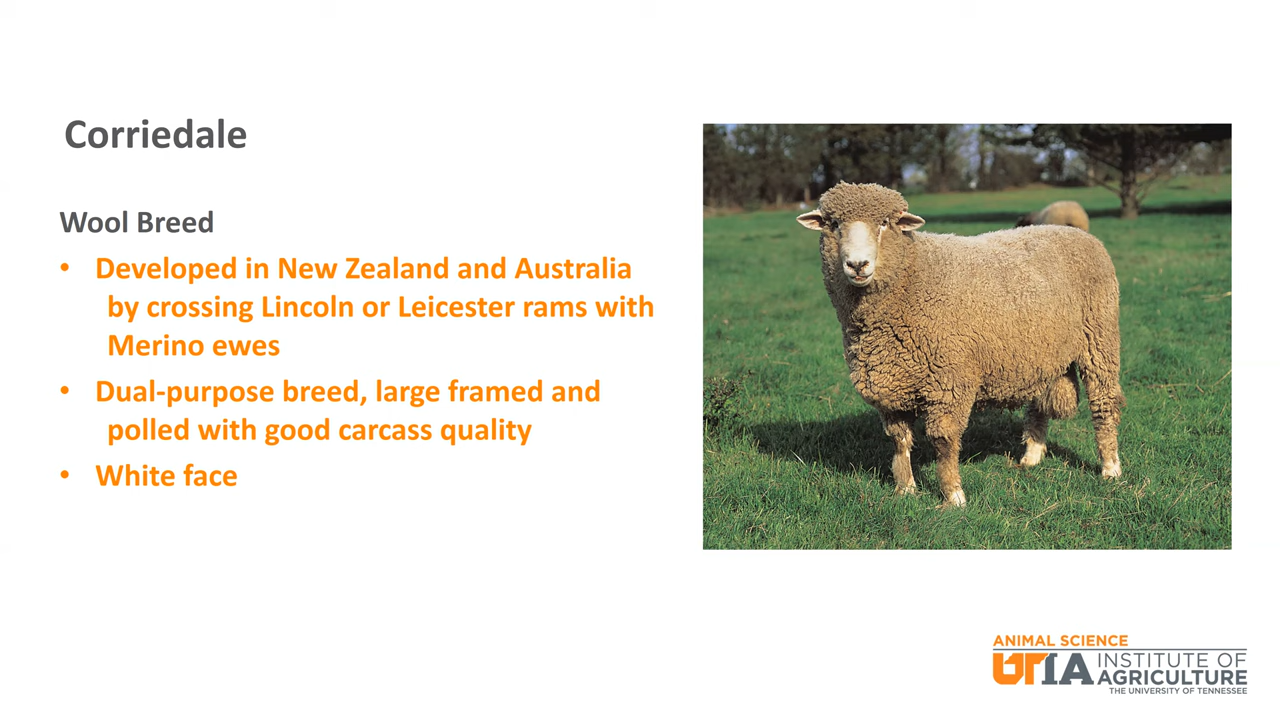 Corriedale
Wool Breed
• Developed in New Zealand and Australia
by crossing Lincoln or Leicester rams with
Merino ewes
• Dual-purpose breed, large framed and
polled with good carcass quality
• White face
ANIMAL SCIENCE
UTIA INSTITUTE OF
AGRICULTURE
THE UNIVERSITY OF TENNESSEE